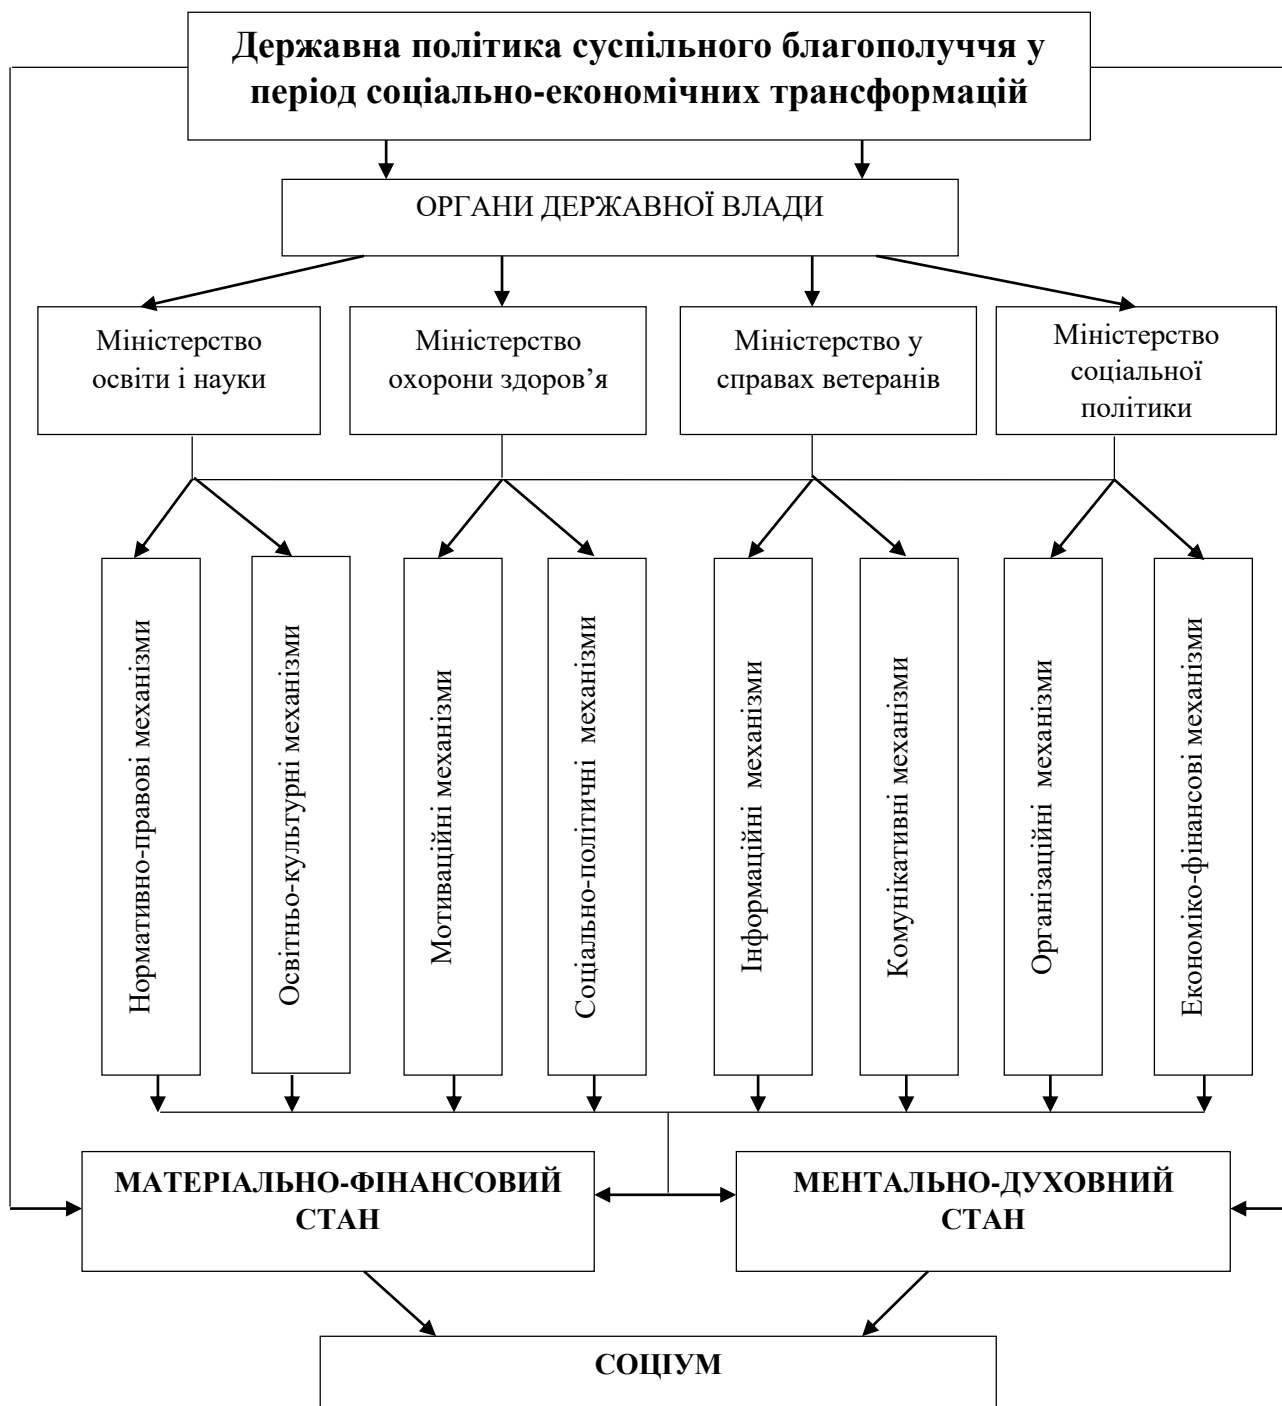 Державна політика суспільного благополуччя у
період соціально-економічних трансформацій
ОРГАНИ ДЕРЖАВНОЇ ВЛАДИ
Міністерство
освіти і науки
Міністерство
охорони здоров’я
Міністерство у
справах ветеранів
Міністерство
соціальної
політики
Нормативно-правові механізми
Освітньо-культурні механізми
Мотиваційні механізми
Соціально-політичні механізми
Інформаційні механізми
Комунікативні механізми
Організаційні механізми
Економіко-фінансові механізми
МАТЕРІАЛЬНО-ФІНАНСОВИЙ
СТАН
МЕНТАЛЬНО-ДУХОВНИЙ
СТАН
СОЦІУМ